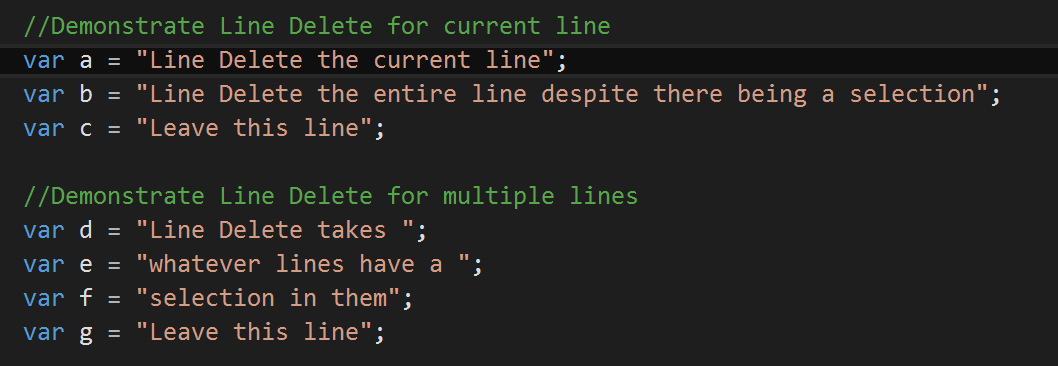 //Demonstrate Line Delete for current line
var a = "Line Delete the current line";
var b = "Line Delete the entire line despite there being a selection";
var c = "Leave this line";
//Demonstrate Line Delete for multiple lines
var d = "Line Delete takes ";
var e = "whatever lines have a ";
var f = "selection in them";
var g = "Leave this line";